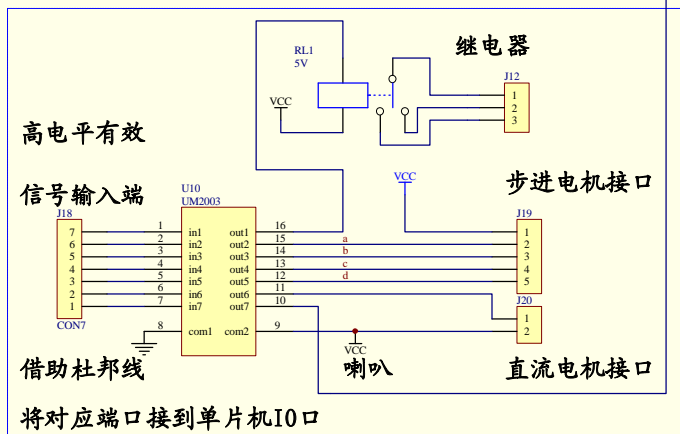 继电器
RL1
5V
J12
VCC
1
2
3
高电平有效
信号输入端
VCC
步进电机接口
U10
UM2003
J18
J19
7 1 in1 out1 16 1
6 2 in2 out2 15 a 2
5 3 in3 out3 14 b 3
4 4 in4 out4 13 c 4
3 5 in5 out5 12 d 5
2 6 in6 out6 11
1 7 in7 out7 10
J20
1
CON7
8 com1 com2 9 2
VCC
借助杜邦线
喇叭
直流电机接口
将对应端口接到单片机IO口